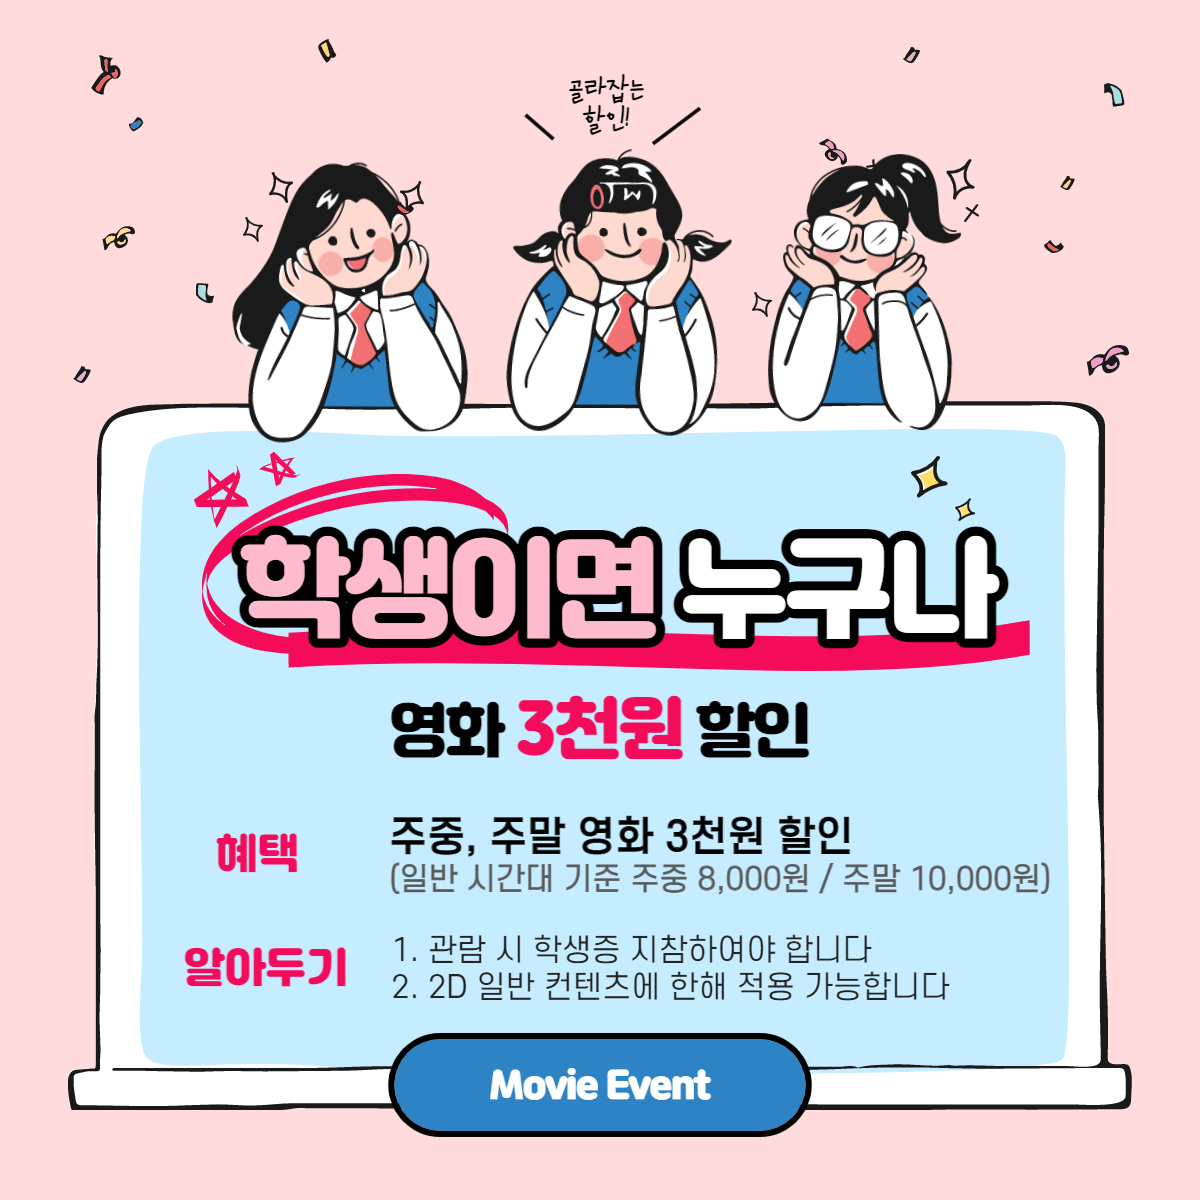 골라잡는
할인!
학생이면 누구나
영화 3천원 할인
혜택
주중, 주말 영화 3천원 할인
(일반 시간대 기준 주중 8,000원 / 주말 10,000원)
알아두기
1. 관람 시 학생증 지참하여야 합니다
2. 2D 일반 컨텐츠에 한해 적용 가능합니다
Movie Event